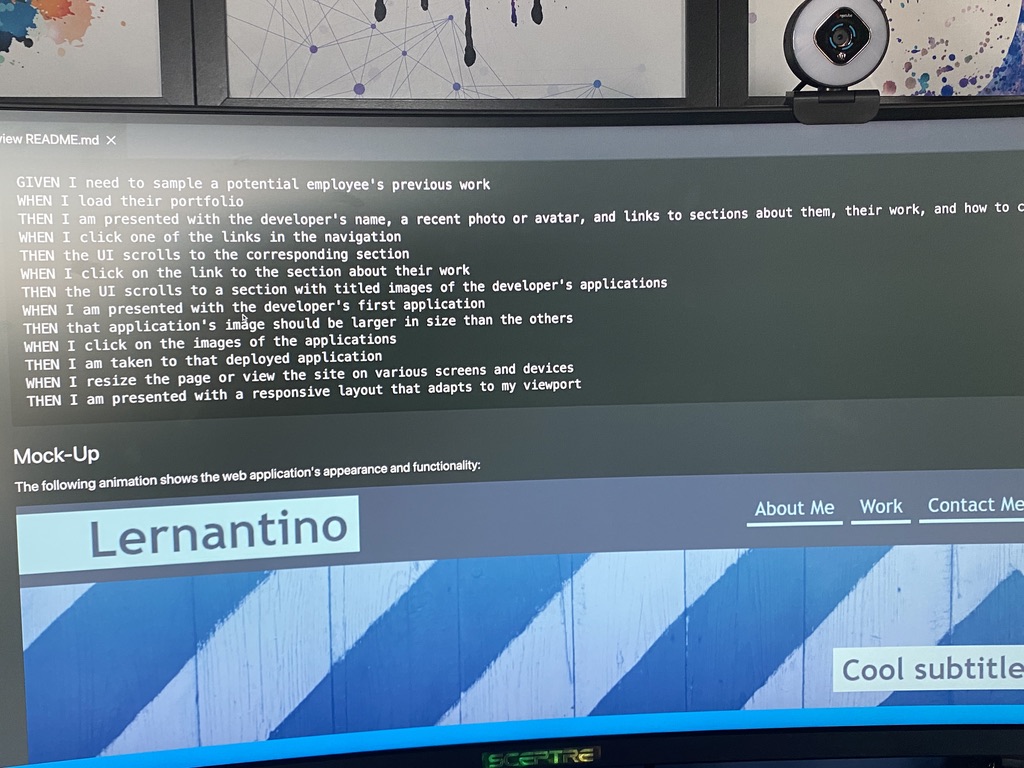 view README.md ×
GIVEN I need to sample a potential employee's previous work
WHEN I load their portfolio
THEN I am presented with the developer's name, a recent photo or avatar, and links to sections about them, their work, and how to c
WHEN I click one of the links in the navigation
THEN the UI scrolls to the corresponding section
WHEN I click on the link to the section about their work
THEN the UI scrolls to a section with titled images of the developer's applications
WHEN I am presented with the developer's first application
THEN that application's image should be larger in size than the others
WHEN I click on the images of the applications
THEN I am taken to that deployed application
WHEN I resize the page or view the site on various screens and devices
THEN I am presented with a responsive layout that adapts to my viewport
Mock-Up
The following animation shows the web application's appearance and functionality:
Lernantino
About Me
Work
Contact Me
Cool subtitle
SCEPTRE